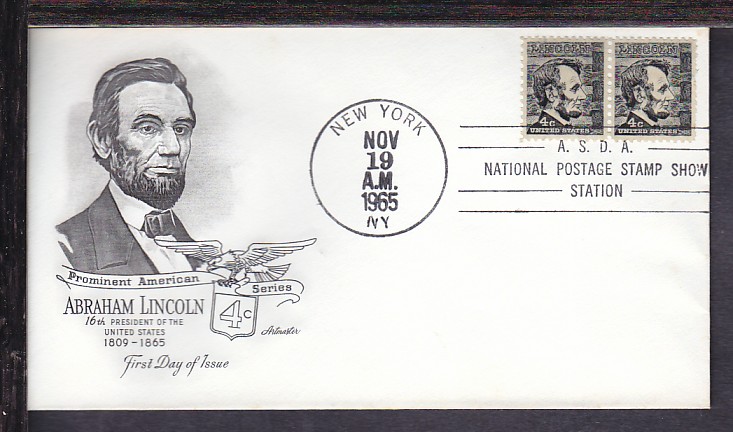 LINCOLN LINCOLN
4c 4c
UNITED STATES UNITED STATES
NEW YORK
NOV
19
A.M.
1965
NY
A. S. D. A.
NATIONAL POSTAGE STAMP SHOW
STATION
Prominent American Series
ABRAHAM LINCOLN
16th PRESIDENT OF THE
UNITED STATES
1809-1865
4c
Artmaster
First Day of Issue